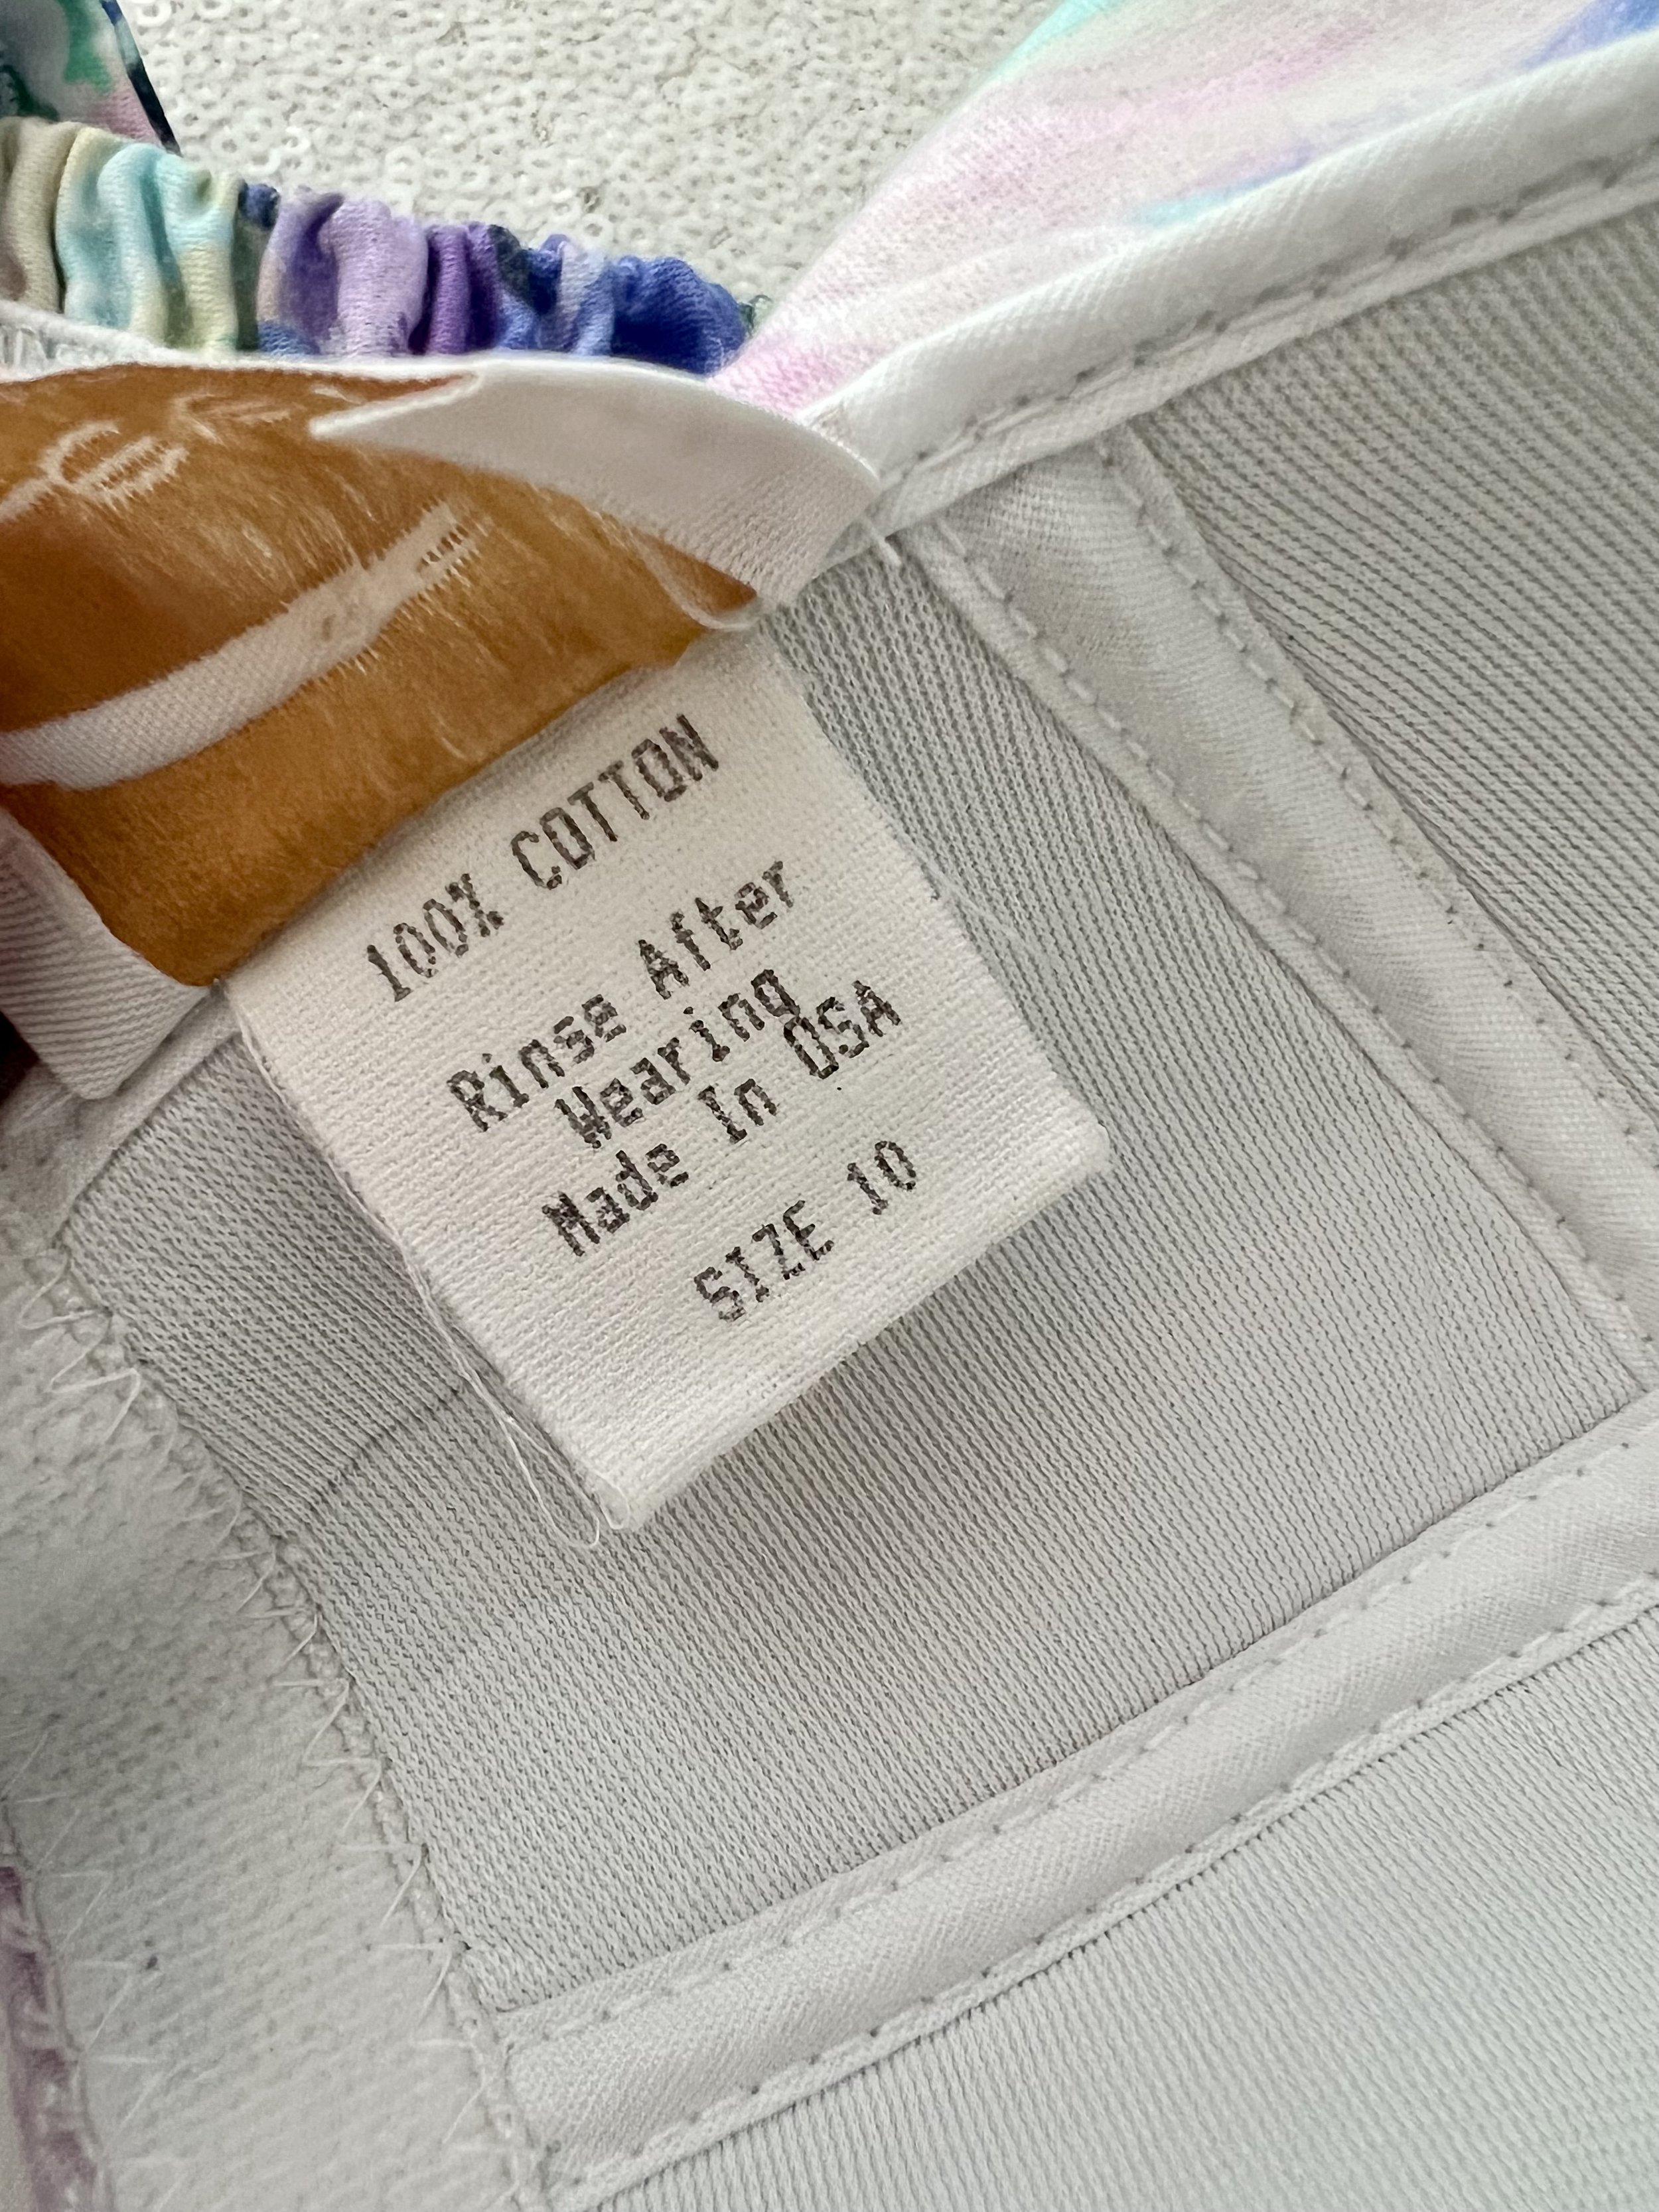 100% COTTON
Rinse After
Wearing
Made In USA
SIZE 10